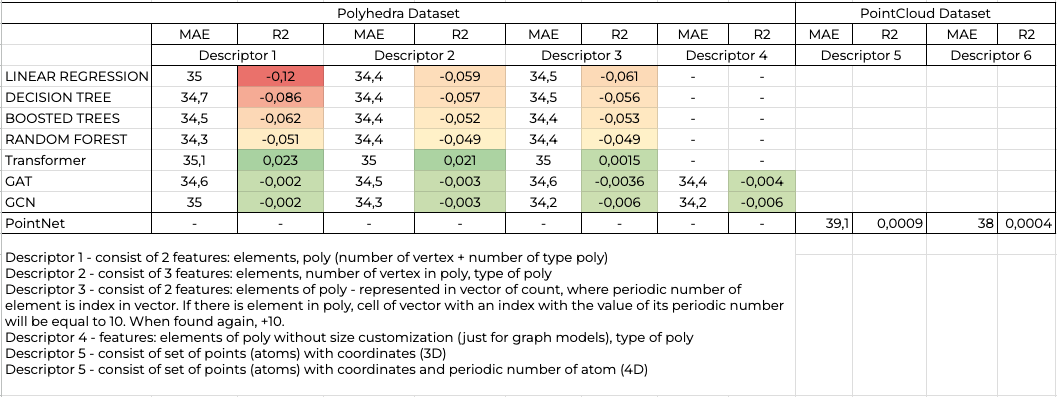 Polyhedra Dataset PointCloud Dataset
MAE R2 MAE R2 MAE R2 MAE R2 MAE R2 MAE R2
Descriptor 1 Descriptor 2 Descriptor 3 Descriptor 4 Descriptor 5 Descriptor 6
LINEAR REGRESSION 35 -0,12 34,4 -0,059 34,5 -0,061 - -
DECISION TREE 34,7 -0,086 34,4 -0,057 34,5 -0,056 - -
BOOSTED TREES 34,5 -0,062 34,4 -0,052 34,4 -0,053 - -
RANDOM FOREST 34,3 -0,051 34,4 -0,049 34,4 -0,049 - -
Transformer 35,1 0,023 35 0,021 35 0,0015 - -
GAT 34,6 -0,002 34,5 -0,003 34,6 -0,0036 34,4 -0,004
GCN 35 -0,002 34,3 -0,003 34,2 -0,006 34,2 -0,006
PointNet - - - - - - - - 39,1 0,0009 38 0,0004
Descriptor 1 - consist of 2 features: elements, poly (number of vertex + number of type poly)
Descriptor 2 - consist of 3 features: elements, number of vertex in poly, type of poly
Descriptor 3 - consist of 2 features: elements of poly - represented in vector of count, where periodic number of
element is index in vector. If there is element in poly, cell of vector with an index with the value of its periodic number
will be equal to 10. When found again, +10.
Descriptor 4 - features: elements of poly without size customization (just for graph models), type of poly
Descriptor 5 - consist of set of points (atoms) with coordinates (3D)
Descriptor 5 - consist of set of points (atoms) with coordinates and periodic number of atom (4D)